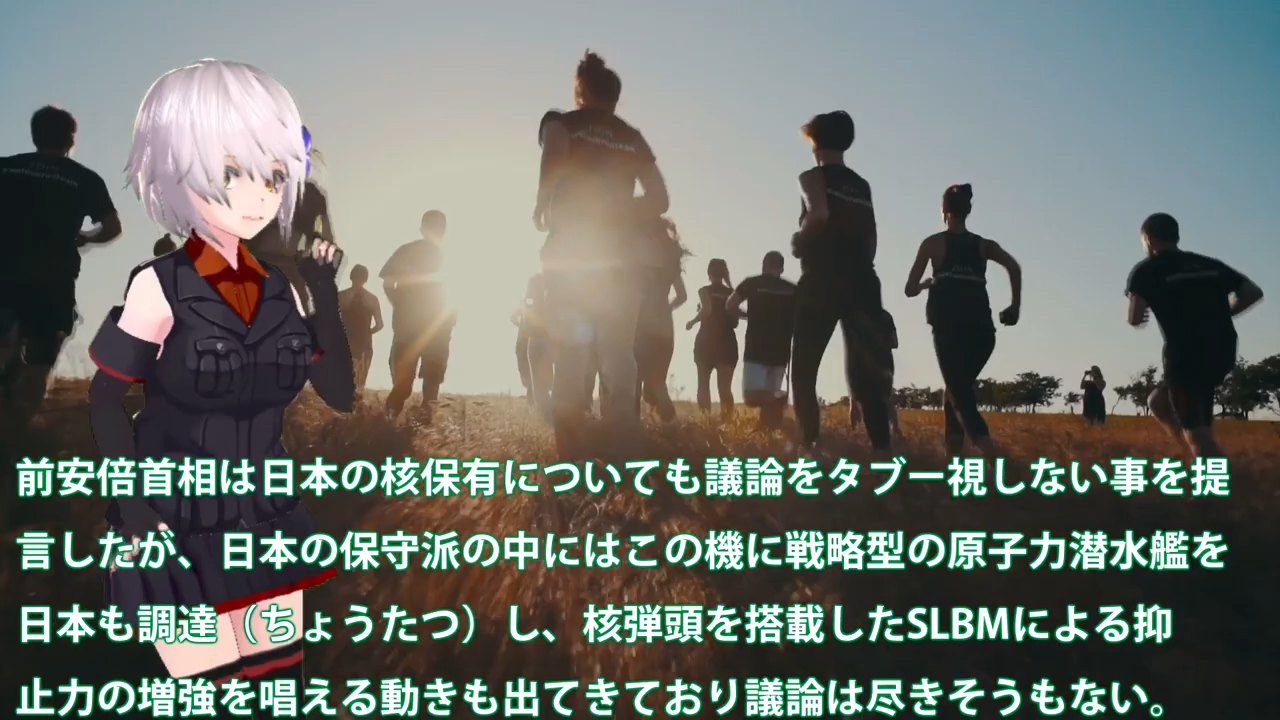 前安倍首相は日本の核保有についても議論をタブー視しない事を提
言したが、日本の保守派の中にはこの機に戦略型の原子力潜水艦を
日本も調達（ちょうたつ）し、核弾頭を搭載したSLBMによる抑
止力の増強を唱える動きも出てきており議論は尽きそうもない。